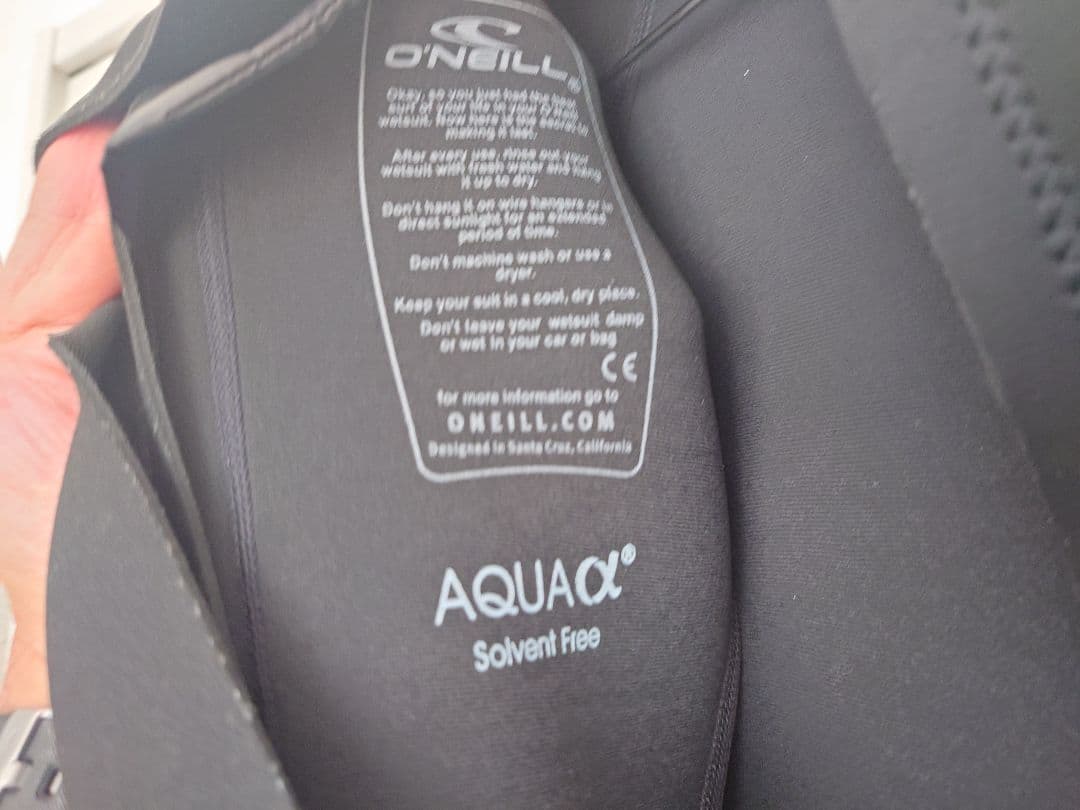 O'NEILL®
Okay, so you just had the best
surf of your life in your O'Neill
wetsuit. Now here is the secret to
making it last.
After every use, rinse out your
wetsuit with fresh water and hang
it up to dry.
Don't hang it on wire hangers or in
direct sunlight for an extended
period of time.
Don't machine wash or use a
dryer.
Keep your suit in a cool, dry place.
Don't leave your wetsuit damp
or wet in your car or bag
CE
for more information go to
ONEILL.COM
Designed in Santa Cruz, California
AQUAα®
Solvent Free